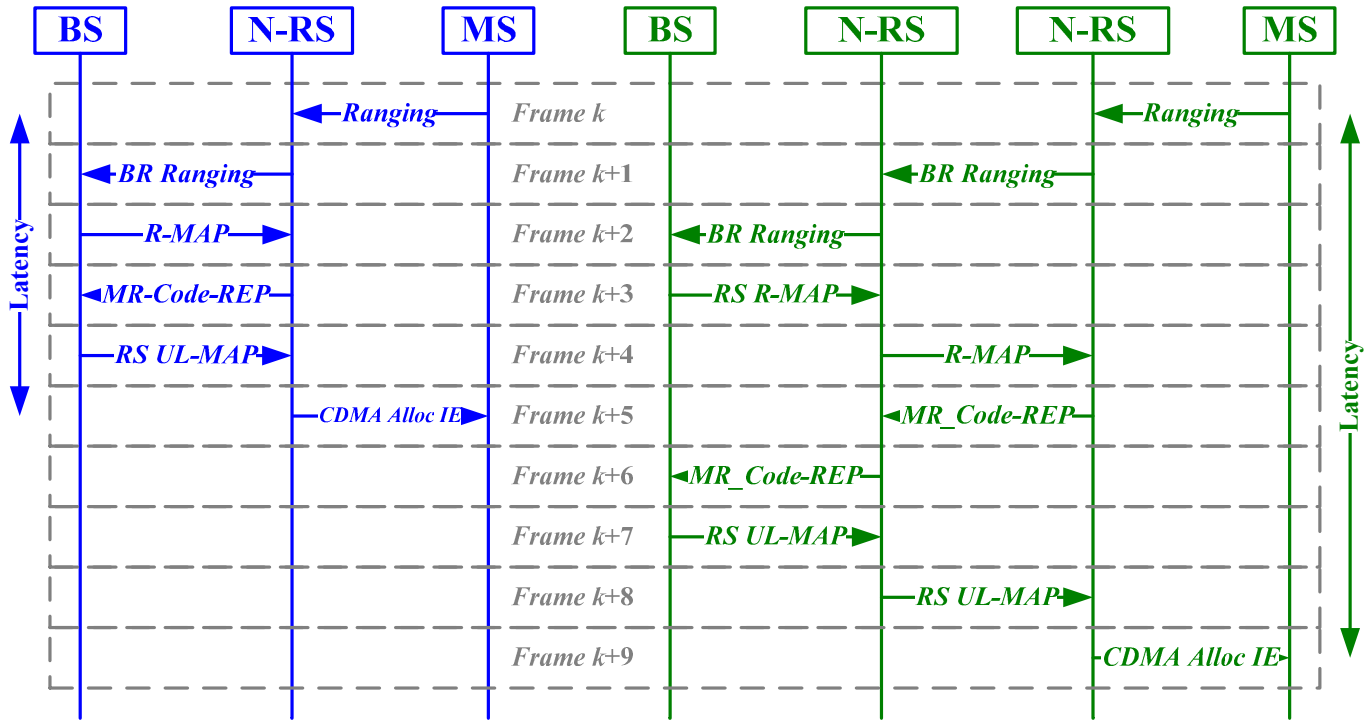 BS N-RS MS BS N-RS N-RS MS
Ranging Frame k Ranging
BR Ranging Frame k+1 BR Ranging
R-MAP Frame k+2 BR Ranging
MR-Code-REP Frame k+3 RS R-MAP
RS UL-MAP Frame k+4 R-MAP
CDMA Alloc IE Frame k+5 MR_Code-REP
Frame k+6 MR_Code-REP
Frame k+7 RS UL-MAP
Frame k+8 RS UL-MAP
Frame k+9 CDMA Alloc IE
Latency
Latency